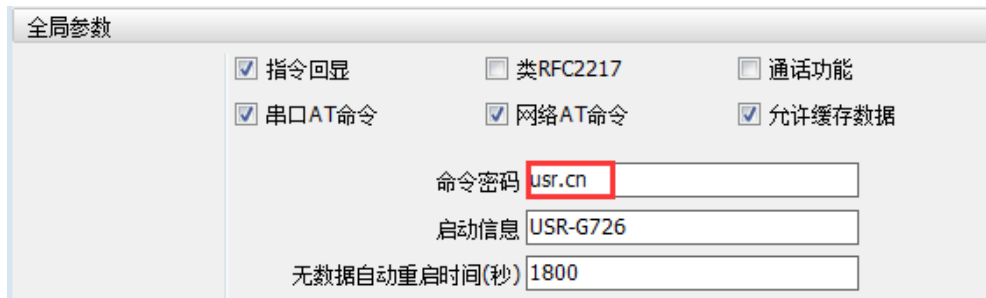 全局参数
指令回显 类RFC2217 通话功能
串口AT命令 网络AT命令 允许缓存数据
命令密码 usr.cn
启动信息 USR-G726
无数据自动重启时间(秒) 1800